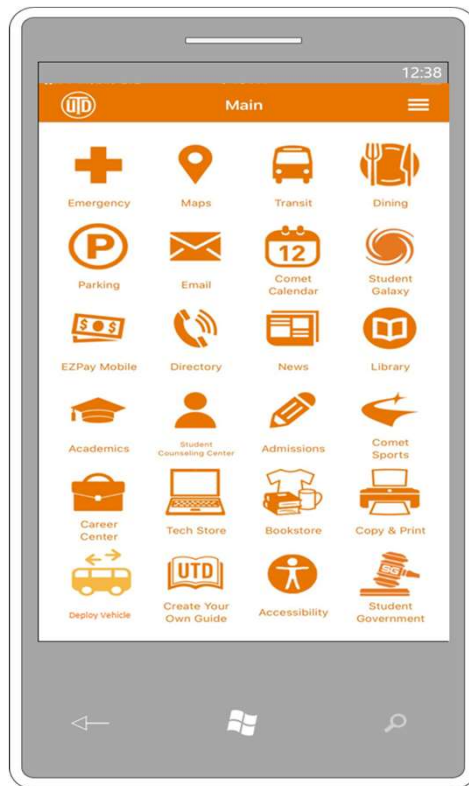 12:38
UTD
Main
Emergency
Maps
Transit
Dining
P
12
Parking
Email
Comet
Calendar
Student
Galaxy
$ $
EZPay Mobile
Directory
News
Library
Academics
Student
Counseling Center
Admissions
Comet
Sports
Career
Center
Tech Store
Bookstore
Copy & Print
UTD
SG
Deploy Vehicle
Create Your
Own Guide
Accessibility
Student
Government